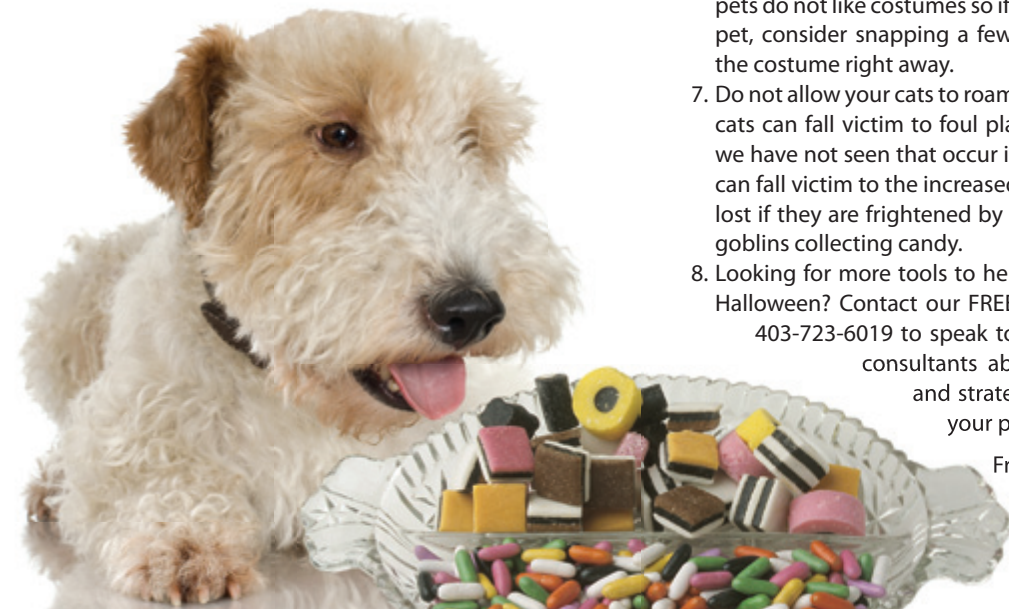 pets do not like costumes so if
pet, consider snapping a few
the costume right away.
7. Do not allow your cats to roam
cats can fall victim to foul pla
we have not seen that occur i
can fall victim to the increased
lost if they are frightened by
goblins collecting candy.
8. Looking for more tools to he
Halloween? Contact our FREE
403-723-6019 to speak to
consultants ab
and strate
your p
Fr